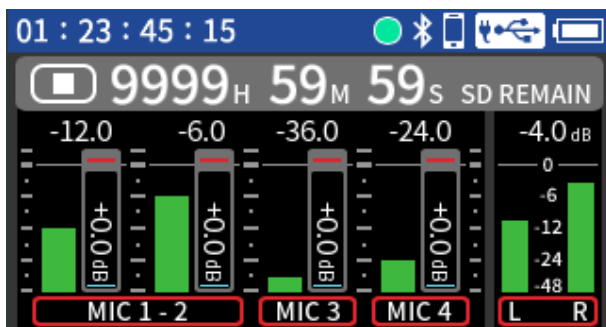 01 : 23 : 45 : 15
9999H 59M 59S SD REMAIN
-12.0 -6.0 -36.0 -24.0 -4.0 dB
0
-6
-12
-24
-48
+0.0dB +0.0dB +0.0dB +0.0dB
MIC 1 - 2 MIC 3 MIC 4 L R